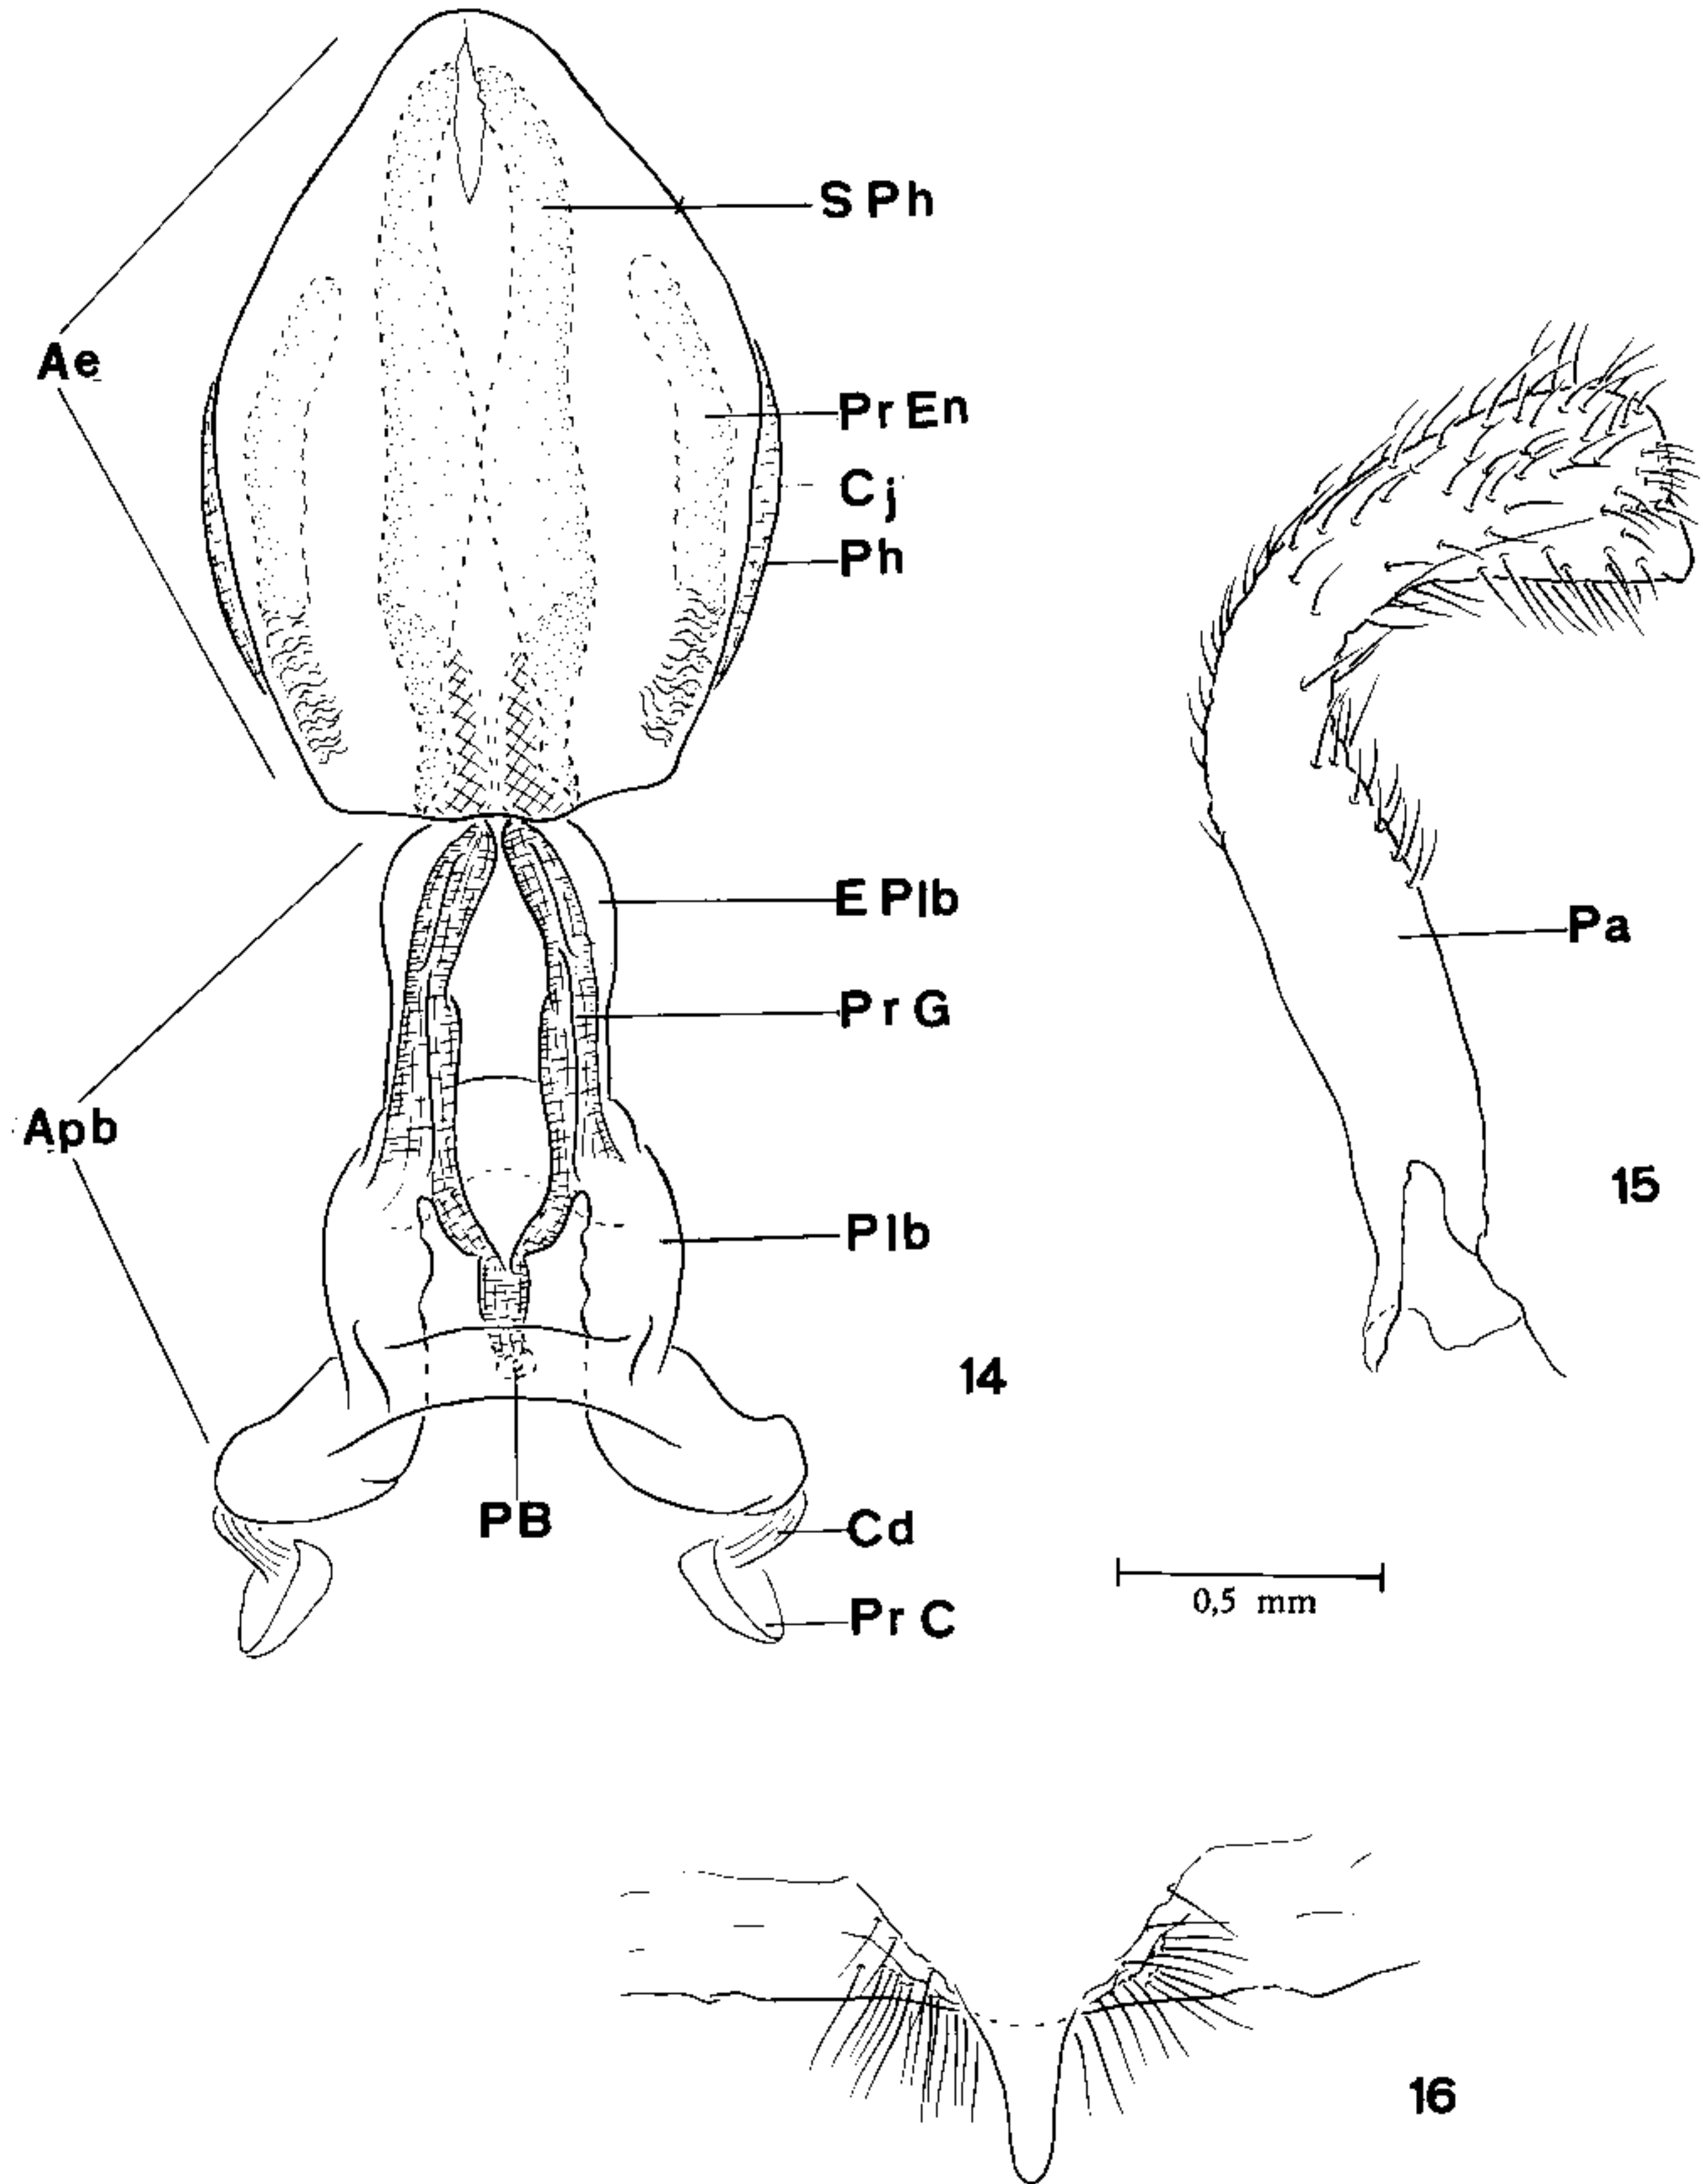 S Ph
Ae
Pr En
Cj
Ph
E Plb
Pa
Pr G
Apb
15
Plb
14
PB
Cd
0,5 mm
Pr C
16